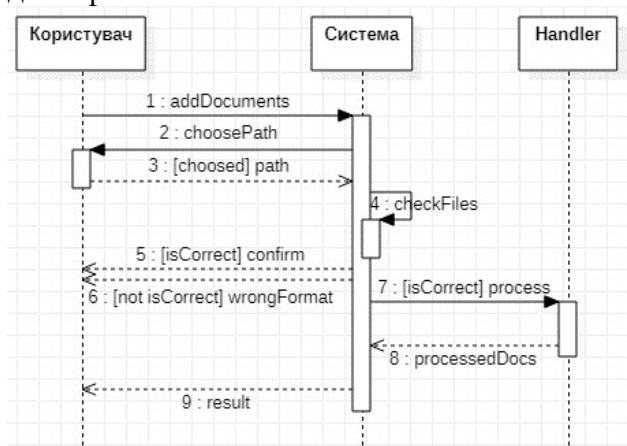 Користувач
Система
Handler
1 : addDocuments
2 : choosePath
3 : [choosed] path
4 : checkFiles
5 : [isCorrect] confirm
6 : [not isCorrect] wrongFormat
7 : [isCorrect] process
8 : processedDocs
9 : result